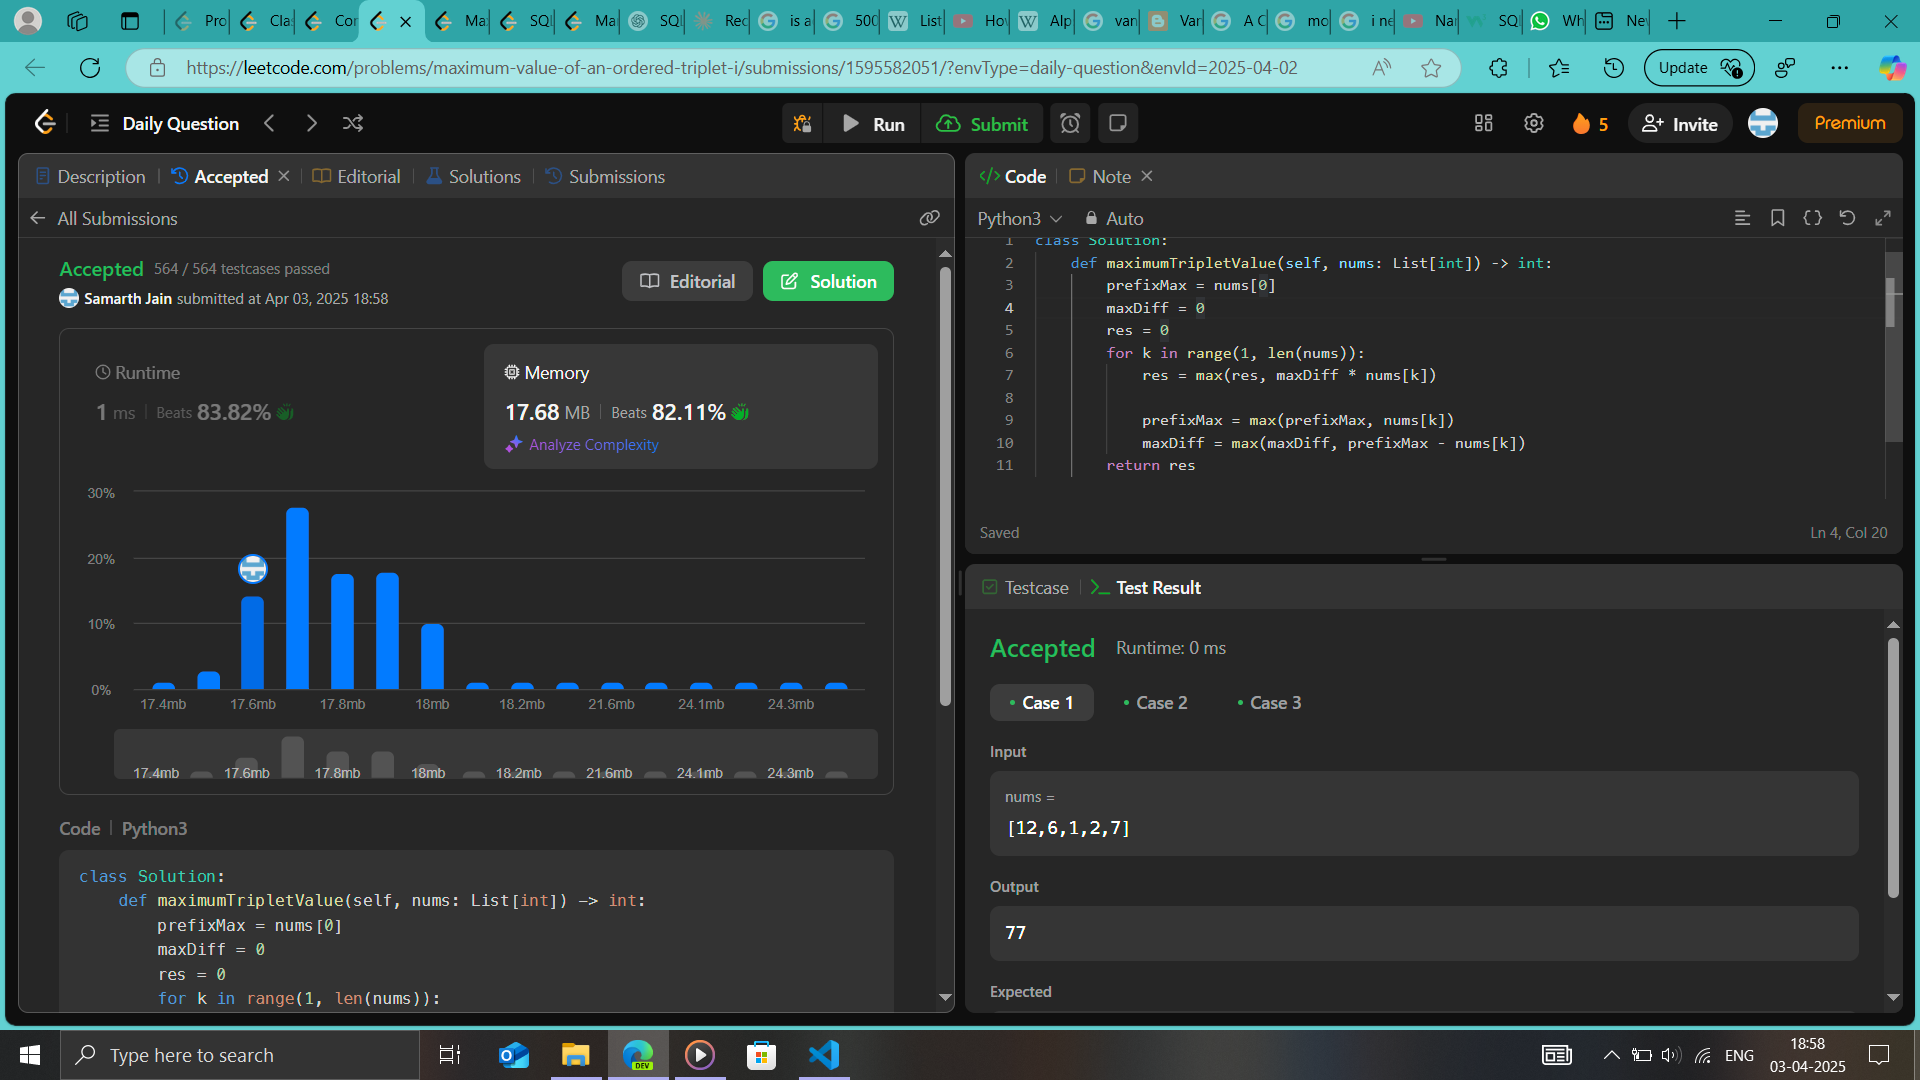 Pro
Cla
Cor
Ma
SQL
Ma
SQL
Rec
is a
500
List
Hov
Alp
van
Var
A C
mo
i ne
Nar
SQL
Wh
Nev
https://leetcode.com/problems/maximum-value-of-an-ordered-triplet-i/submissions/1595582051/?envType=daily-question&envId=2025-04-02
Update
Daily Question
Run
Submit
5
Invite
Premium
Description
Accepted
Editorial
Solutions
Submissions
All Submissions
Accepted 564 / 564 testcases passed
Samarth Jain submitted at Apr 03, 2025 18:58
Editorial
Solution
Runtime
1 ms | Beats 83.82%
Memory
17.68 MB | Beats 82.11%
Analyze Complexity
30%
20%
10%
0%
17.4mb 17.6mb 17.8mb 18mb 18.2mb 21.6mb 24.1mb 24.3mb
17.4mb 17.6mb 17.8mb 18mb 18.2mb 21.6mb 24.1mb 24.3mb
Code | Python3
class Solution:
    def maximumTripletValue(self, nums: List[int]) -> int:
        prefixMax = nums[0]
        maxDiff = 0
        res = 0
        for k in range(1, len(nums)):
</> Code
Note
Python3
Auto
1 class Solution:
2     def maximumTripletValue(self, nums: List[int]) -> int:
3         prefixMax = nums[0]
4         maxDiff = 0
5         res = 0
6         for k in range(1, len(nums)):
7             res = max(res, maxDiff * nums[k])
8
9             prefixMax = max(prefixMax, nums[k])
10             maxDiff = max(maxDiff, prefixMax - nums[k])
11         return res
Saved
Ln 4, Col 20
Testcase
Test Result
Accepted Runtime: 0 ms
Case 1
Case 2
Case 3
Input
nums =
[12,6,1,2,7]
Output
77
Expected
Type here to search
DEV
ENG
18:58
03-04-2025